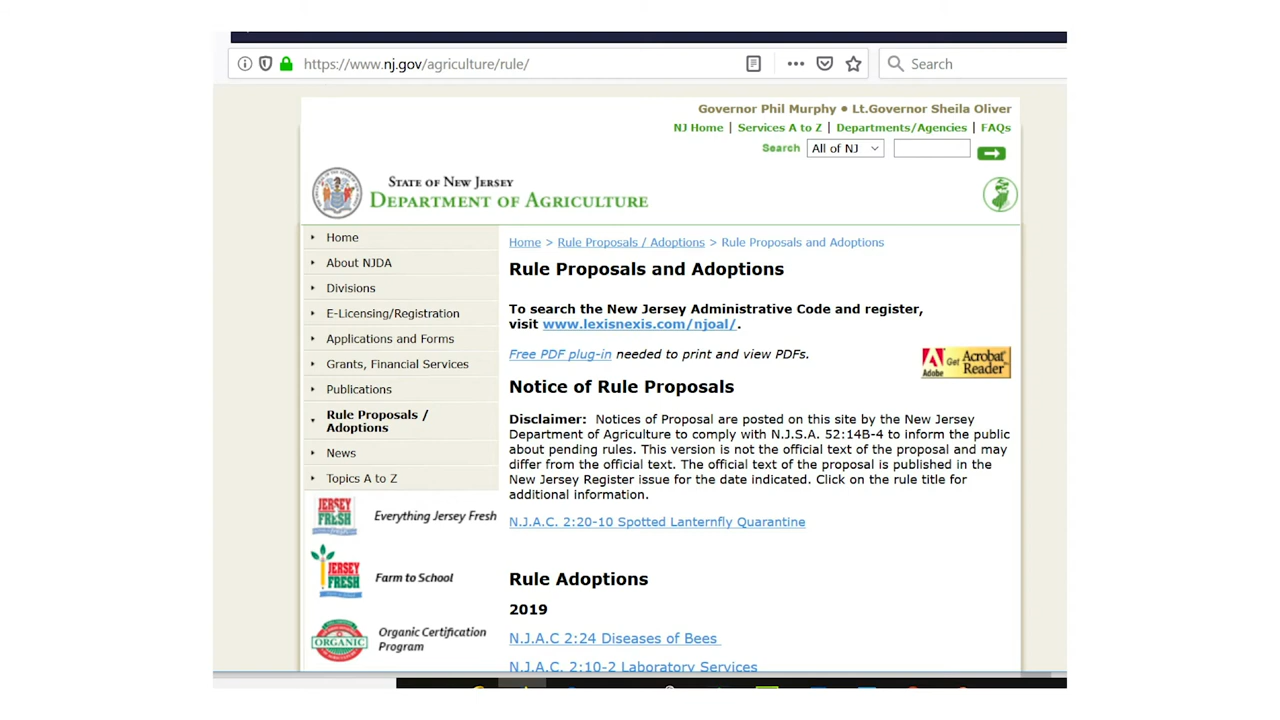 https://www.nj.gov/agriculture/rule/
Search
Governor Phil Murphy • Lt.Governor Sheila Oliver
NJ Home | Services A to Z | Departments/Agencies | FAQs
Search All of NJ
STATE OF NEW JERSEY
DEPARTMENT OF AGRICULTURE
Home
About NJDA
Divisions
E-Licensing/Registration
Applications and Forms
Grants, Financial Services
Publications
Rule Proposals /
Adoptions
News
Topics A to Z
JERSEY
FRESH
Everything Jersey Fresh
JERSEY
FRESH
Farm to School
ORGANIC
Organic Certification
Program
Home > Rule Proposals / Adoptions > Rule Proposals and Adoptions
Rule Proposals and Adoptions
To search the New Jersey Administrative Code and register,
visit www.lexisnexis.com/njoal/.
Free PDF plug-in needed to print and view PDFs.
Adobe
Get Acrobat
Reader
Notice of Rule Proposals
Disclaimer: Notices of Proposal are posted on this site by the New Jersey
Department of Agriculture to comply with N.J.S.A. 52:14B-4 to inform the public
about pending rules. This version is not the official text of the proposal and may
differ from the official text. The official text of the proposal is published in the
New Jersey Register issue for the date indicated. Click on the rule title for
additional information.
N.J.A.C. 2:20-10 Spotted Lanternfly Quarantine
Rule Adoptions
2019
N.J.A.C 2:24 Diseases of Bees
N.J.A.C. 2:10-2 Laboratory Services